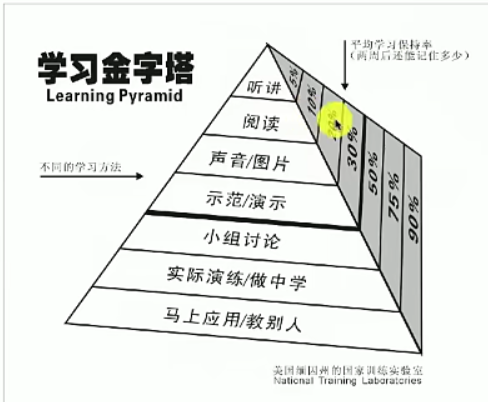 学习金字塔
Learning Pyramid
平均学习保持率
(两周后还能记住多少)
不同的学习方法
听讲
阅读
声音/图片
示范/演示
小组讨论
实际演练/做中学
马上应用/教别人
5%
10%
30%
50%
75%
90%
美国缅因州的国家训练实验室
National Training Laboratories